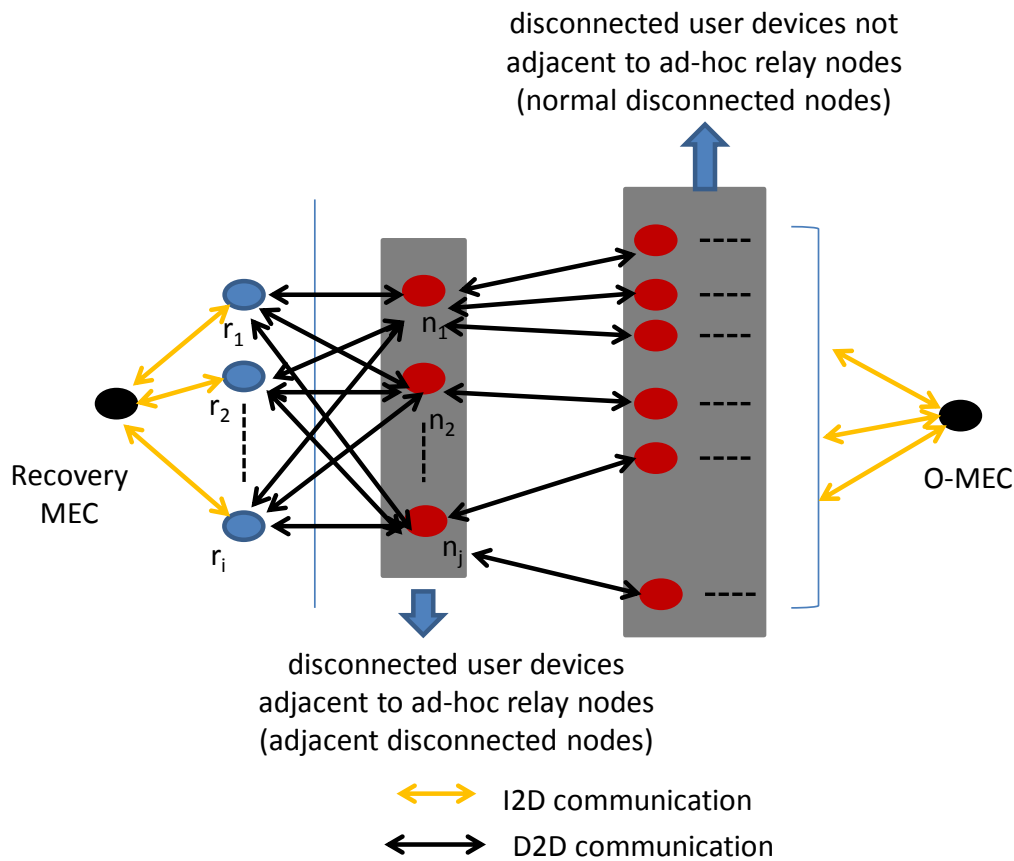 disconnected user devices not
adjacent to ad-hoc relay nodes
(normal disconnected nodes)
r1
n1
r2
n2
Recovery
MEC
O-MEC
ri
nj
disconnected user devices
adjacent to ad-hoc relay nodes
(adjacent disconnected nodes)
I2D communication
D2D communication